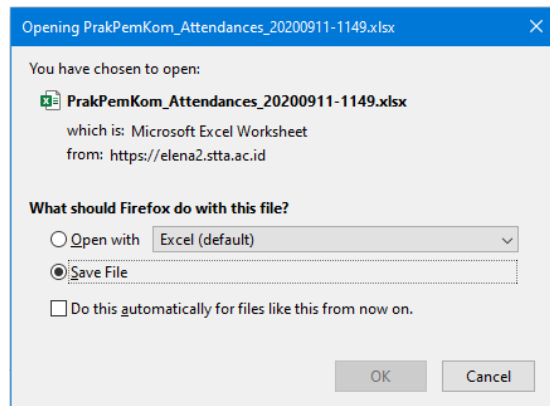 Opening PrakPemKom_Attendances_20200911-1149.xlsx
You have chosen to open:
PrakPemKom_Attendances_20200911-1149.xlsx
which is: Microsoft Excel Worksheet
from: https://elena2.stta.ac.id
What should Firefox do with this file?
Open with Excel (default)
Save File
Do this automatically for files like this from now on.
OK Cancel